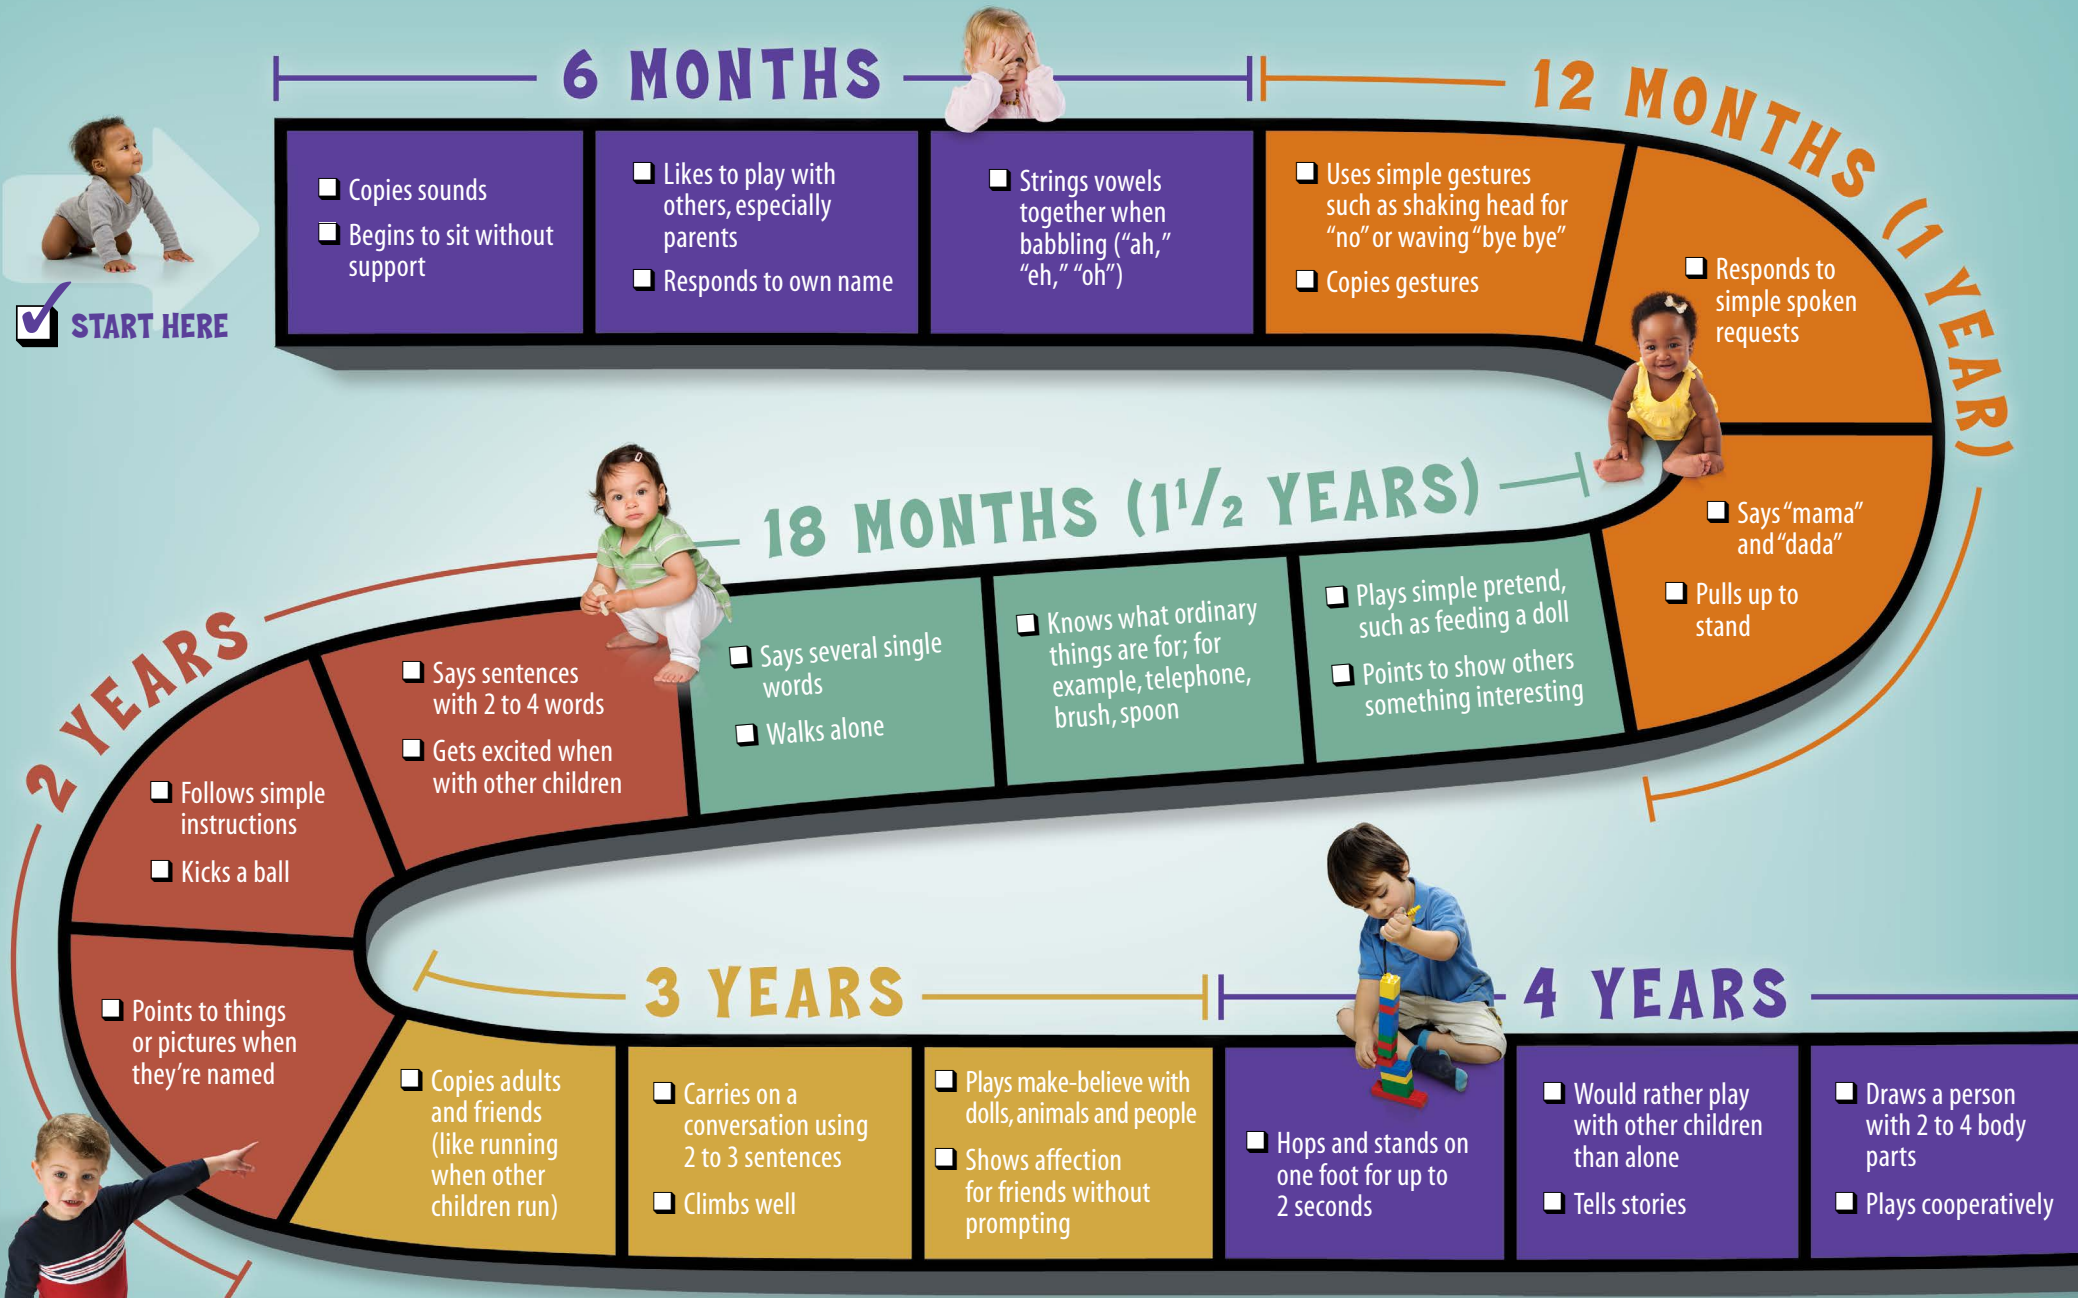 6 MONTHS
12 MONTHS (1 YEAR)
START HERE
Copies sounds
Begins to sit without
support
Likes to play with
others, especially
parents
Responds to own name
Strings vowels
together when
babbling (“ah,”
“eh,” “oh”)
Uses simple gestures
such as shaking head for
“no” or waving “bye bye”
Copies gestures
Responds to
simple spoken
requests
Says “mama”
and “dada”
Pulls up to
stand
18 MONTHS (1 1/2 YEARS)
Plays simple pretend,
such as feeding a doll
Points to show others
something interesting
Knows what ordinary
things are for; for
example, telephone,
brush, spoon
Says several single
words
Walks alone
2 YEARS
Says sentences
with 2 to 4 words
Gets excited when
with other children
Follows simple
instructions
Kicks a ball
Points to things
or pictures when
they’re named
3 YEARS
Copies adults
and friends
(like running
when other
children run)
Carries on a
conversation using
2 to 3 sentences
Climbs well
Plays make-believe with
dolls, animals and people
Shows affection
for friends without
prompting
4 YEARS
Hops and stands on
one foot for up to
2 seconds
Would rather play
with other children
than alone
Tells stories
Draws a person
with 2 to 4 body
parts
Plays cooperatively